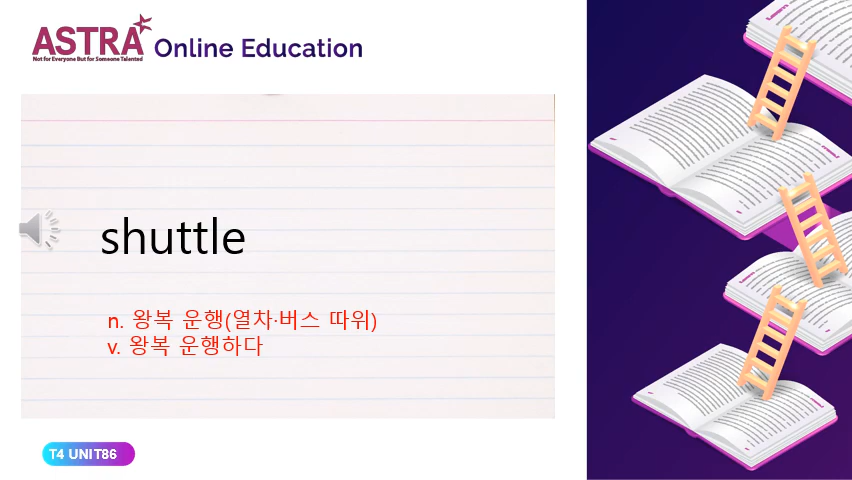 ASTRA
Not for Everyone But for Someone Talented
Online Education
shuttle
n. 왕복 운행(열차·버스 따위)
v. 왕복 운행하다
T4 UNIT86